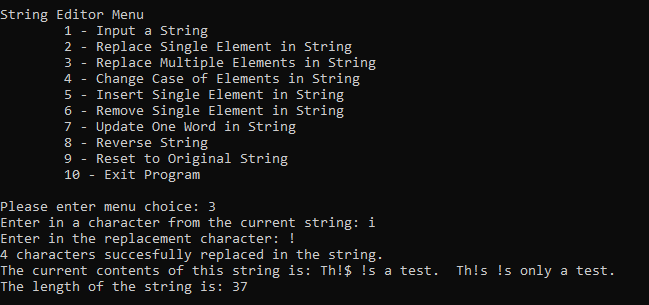 String Editor Menu
1 - Input a String
2 - Replace Single Element in String
3 - Replace Multiple Elements in String
4 - Change Case of Elements in String
5 - Insert Single Element in String
6 - Remove Single Element in String
7 - Update One Word in String
8 - Reverse String
9 - Reset to Original String
10 - Exit Program
Please enter menu choice: 3
Enter in a character from the current string: i
Enter in the replacement character: !
4 characters succesfully replaced in the string.
The current contents of this string is: Th!$ !s a test.  Th!s !s only a test.
The length of the string is: 37